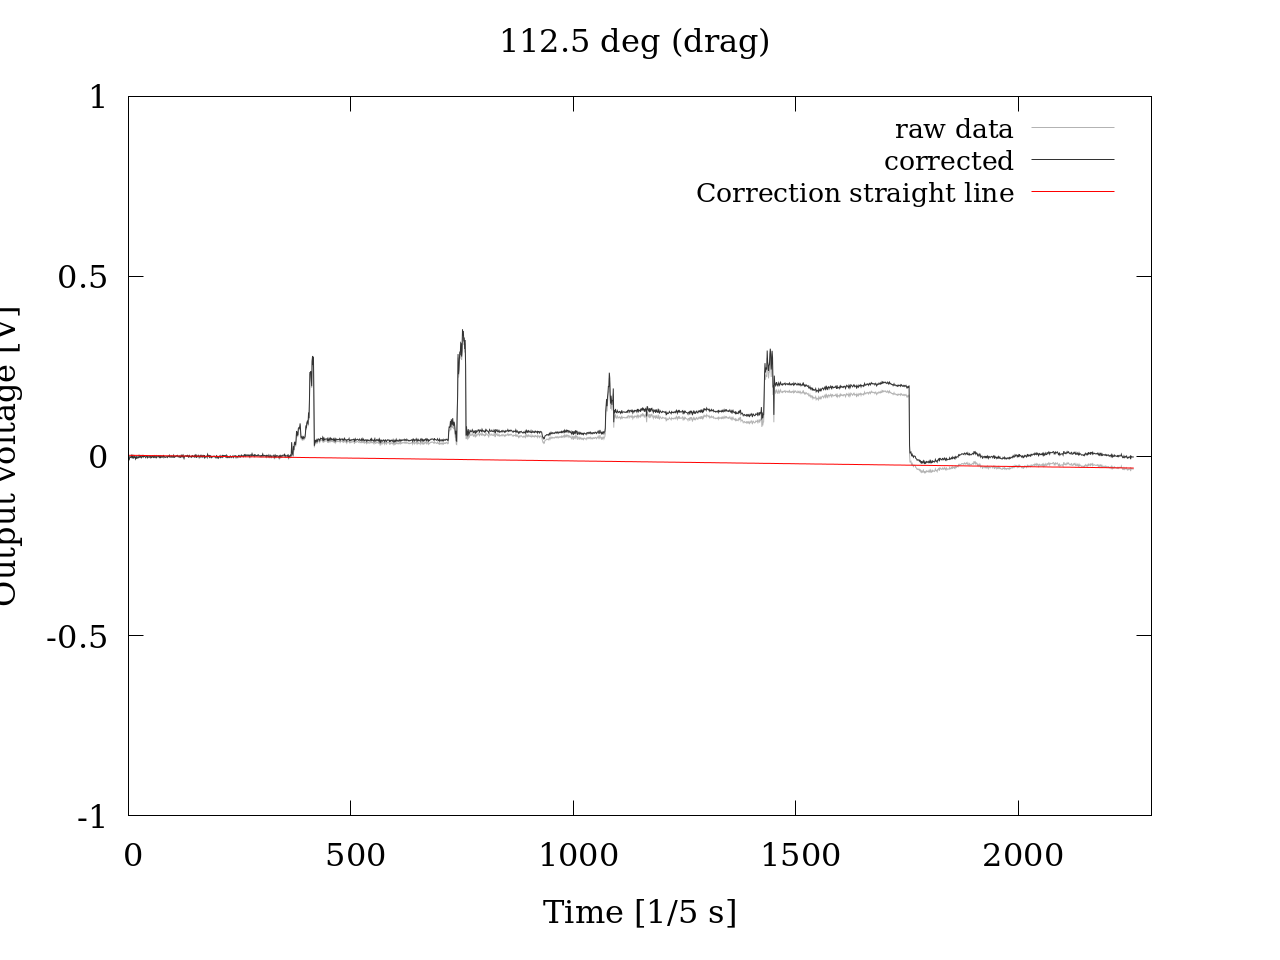 112.5 deg (drag)
raw data
corrected
Correction straight line
1
0.5
0
-0.5
-1
Output voltage [V]
0 500 1000 1500 2000
Time [1/5 s]